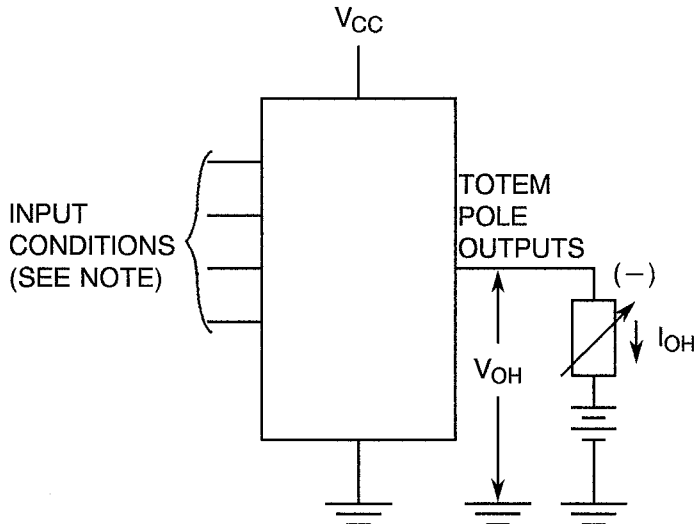 VCC
INPUT
CONDITIONS
(SEE NOTE)
TOTEM
POLE
OUTPUTS
(−)
IOH
VOH